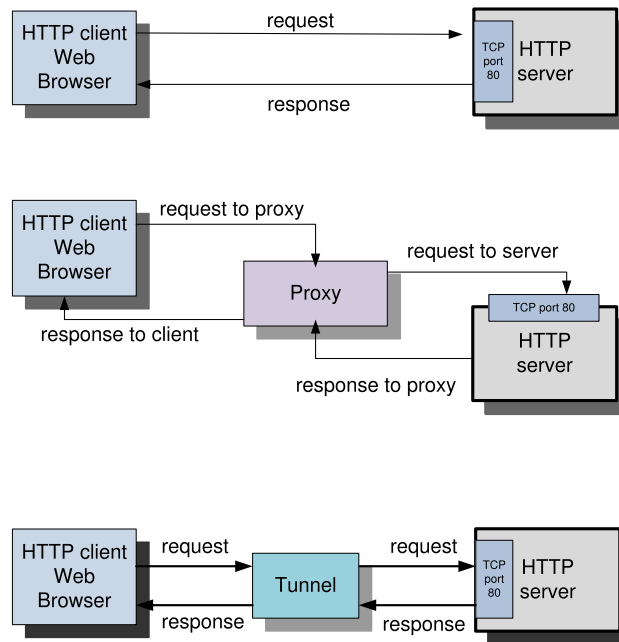 request
HTTP client
Web
Browser
TCP
port
80
HTTP
server
response
HTTP client
Web
Browser
request to proxy
request to server
Proxy
TCP port 80
response to client
HTTP
server
response to proxy
HTTP client
Web
Browser
request
request
Tunnel
TCP
port
80
HTTP
server
response
response